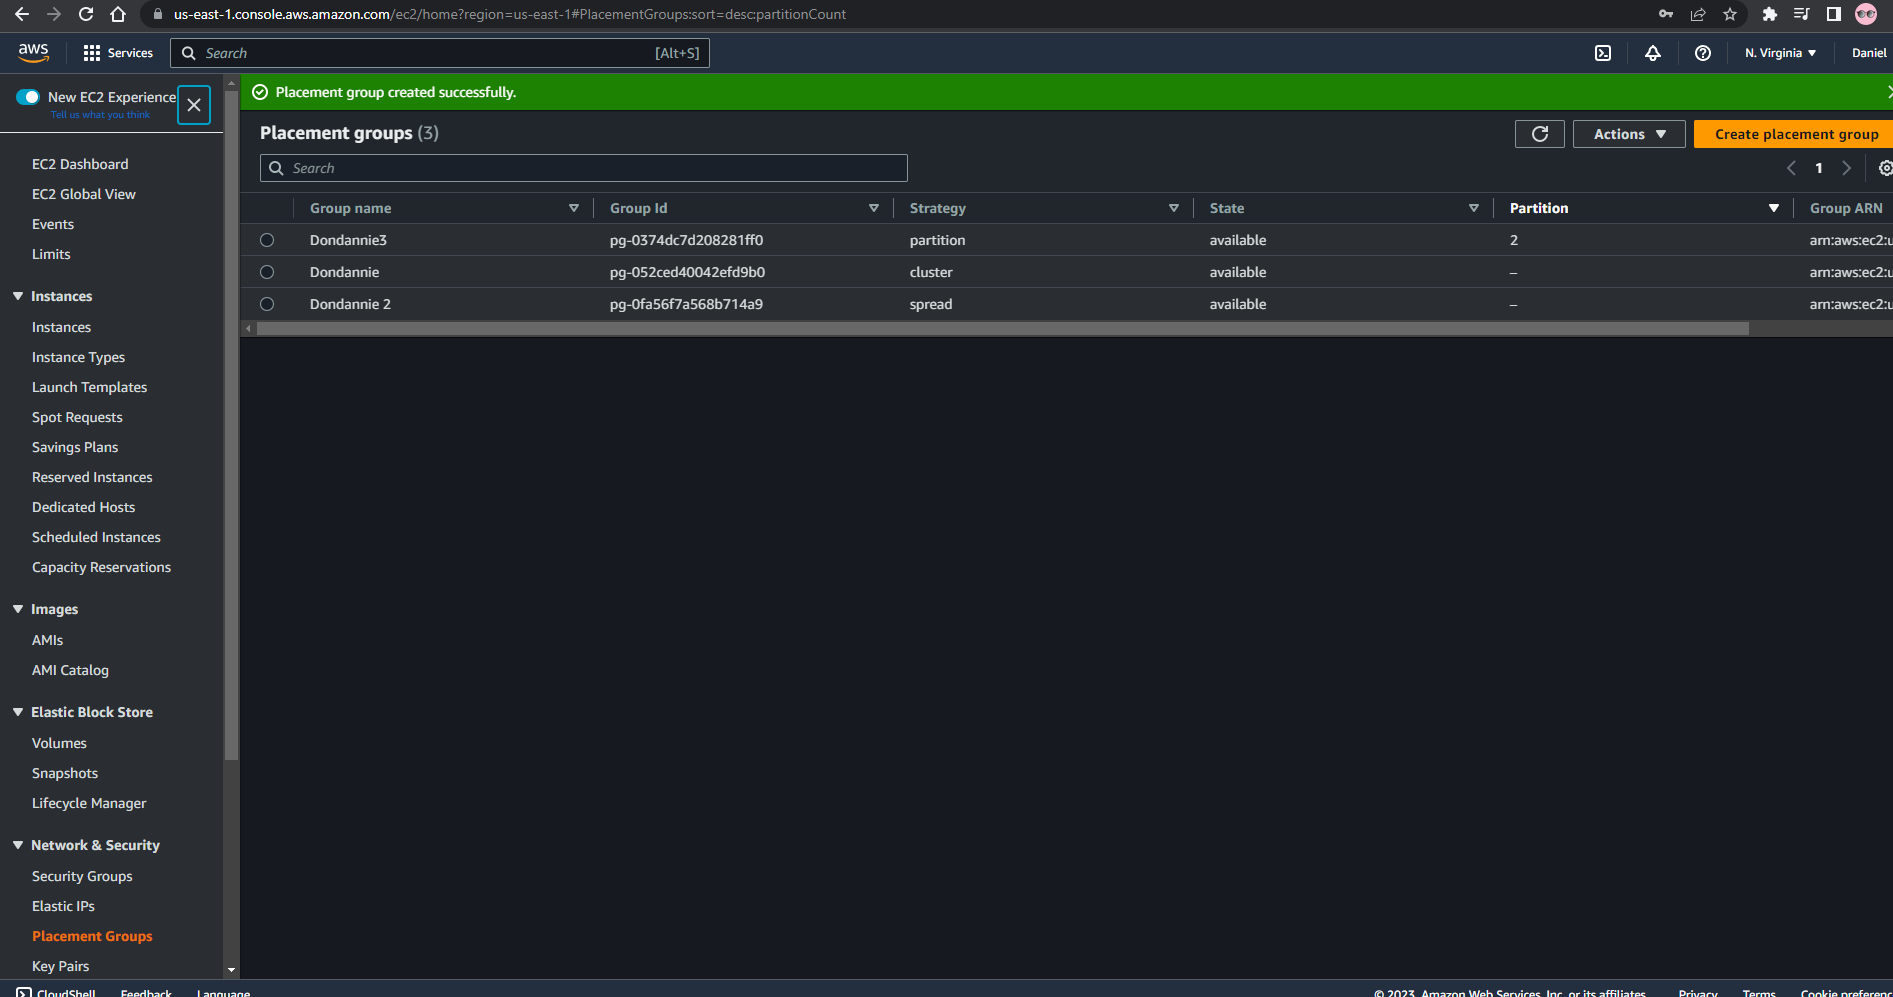 us-east-1.console.aws.amazon.com/ec2/home?region=us-east-1#PlacementGroups:sort=desc:partitionCount
aws
Services
Search
[Alt+S]
N. Virginia
Daniel
New EC2 Experience
Tell us what you think
EC2 Dashboard
EC2 Global View
Events
Limits
Instances
Instances
Instance Types
Launch Templates
Spot Requests
Savings Plans
Reserved Instances
Dedicated Hosts
Scheduled Instances
Capacity Reservations
Images
AMIs
AMI Catalog
Elastic Block Store
Volumes
Snapshots
Lifecycle Manager
Network & Security
Security Groups
Elastic IPs
Placement Groups
Key Pairs
Placement group created successfully.
Placement groups (3)
Actions
Create placement group
Search
1
Group name Group Id Strategy State Partition Group ARN
Dondannie3 pg-0374dc7d208281ff0 partition available 2 arn:aws:ec2:u
Dondannie pg-052ced40042efd9b0 cluster available – arn:aws:ec2:u
Dondannie 2 pg-0fa56f7a568b714a9 spread available – arn:aws:ec2:u
CloudShell Feedback Language
© 2023, Amazon Web Services, Inc. or its affiliates. Privacy Terms Cookie preferenc